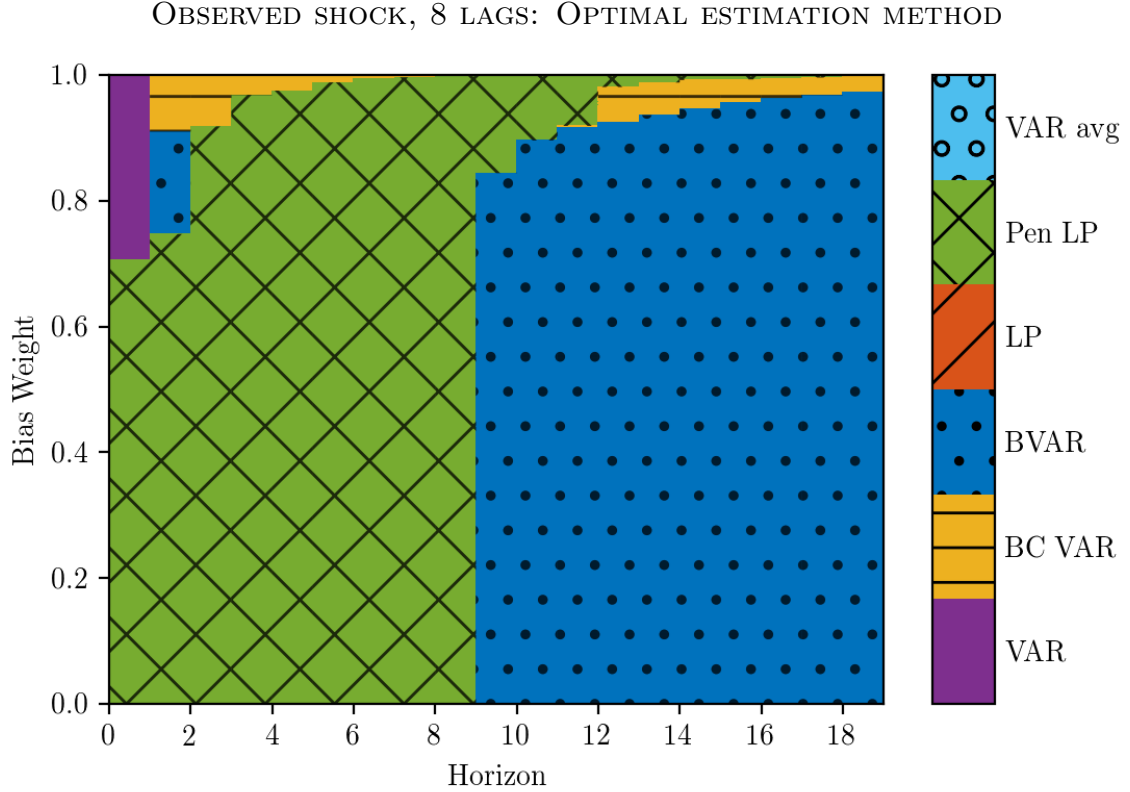 Observed shock, 8 lags: Optimal estimation method
1.0
0.8
0.6
0.4
0.2
0.0
Bias Weight
0 2 4 6 8 10 12 14 16 18
Horizon
VAR avg
Pen LP
LP
BVAR
BC VAR
VAR